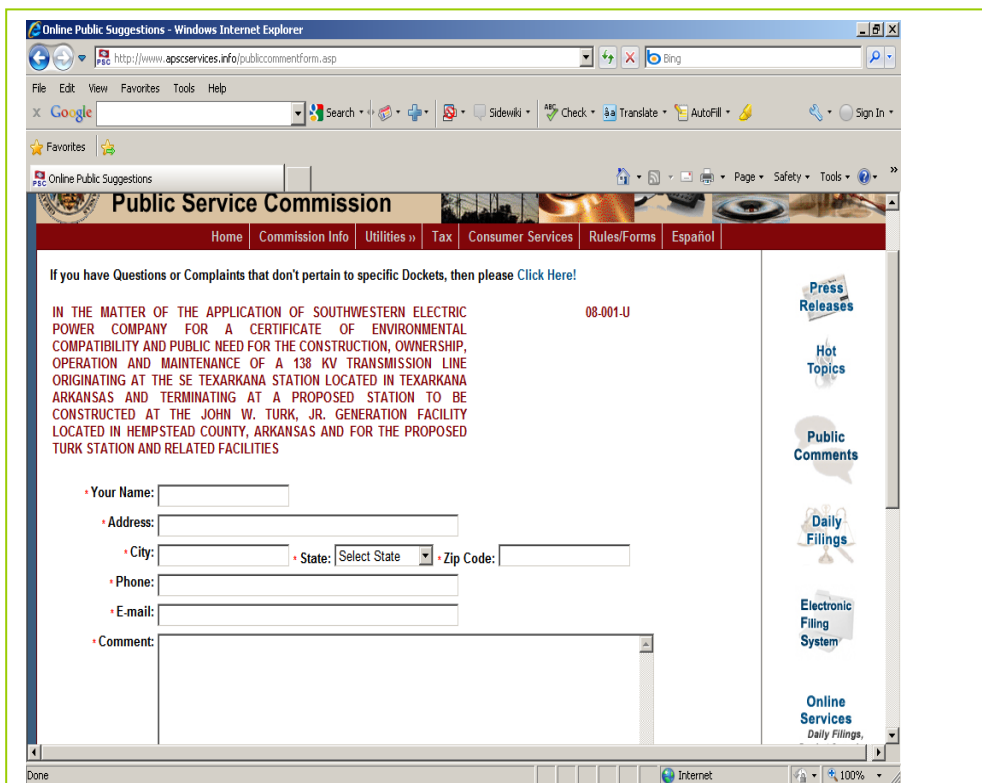 Online Public Suggestions - Windows Internet Explorer
PSC http://www.apscservices.info/publiccommentform.asp
Bing
File Edit View Favorites Tools Help
x Google Search Sidewiki ABC Check Translate AutoFill Sign In
Favorites
PSC Online Public Suggestions Page Safety Tools »
Public Service Commission
Home Commission Info Utilities » Tax Consumer Services Rules/Forms Español
If you have Questions or Complaints that don't pertain to specific Dockets, then please Click Here!
IN THE MATTER OF THE APPLICATION OF SOUTHWESTERN ELECTRIC 08-001-U
POWER COMPANY FOR A CERTIFICATE OF ENVIRONMENTAL
COMPATIBILITY AND PUBLIC NEED FOR THE CONSTRUCTION, OWNERSHIP,
OPERATION AND MAINTENANCE OF A 138 KV TRANSMISSION LINE
ORIGINATING AT THE SE TEXARKANA STATION LOCATED IN TEXARKANA
ARKANSAS AND TERMINATING AT A PROPOSED STATION TO BE
CONSTRUCTED AT THE JOHN W. TURK, JR. GENERATION FACILITY
LOCATED IN HEMPSTEAD COUNTY, ARKANSAS AND FOR THE PROPOSED
TURK STATION AND RELATED FACILITIES
* Your Name:
* Address:
* City: * State: Select State * Zip Code:
* Phone:
* E-mail:
* Comment:
Press
Releases
Hot
Topics
Public
Comments
Daily
Filings
Electronic
Filing
System
Online
Services
Daily Filings,
Done Internet 100%